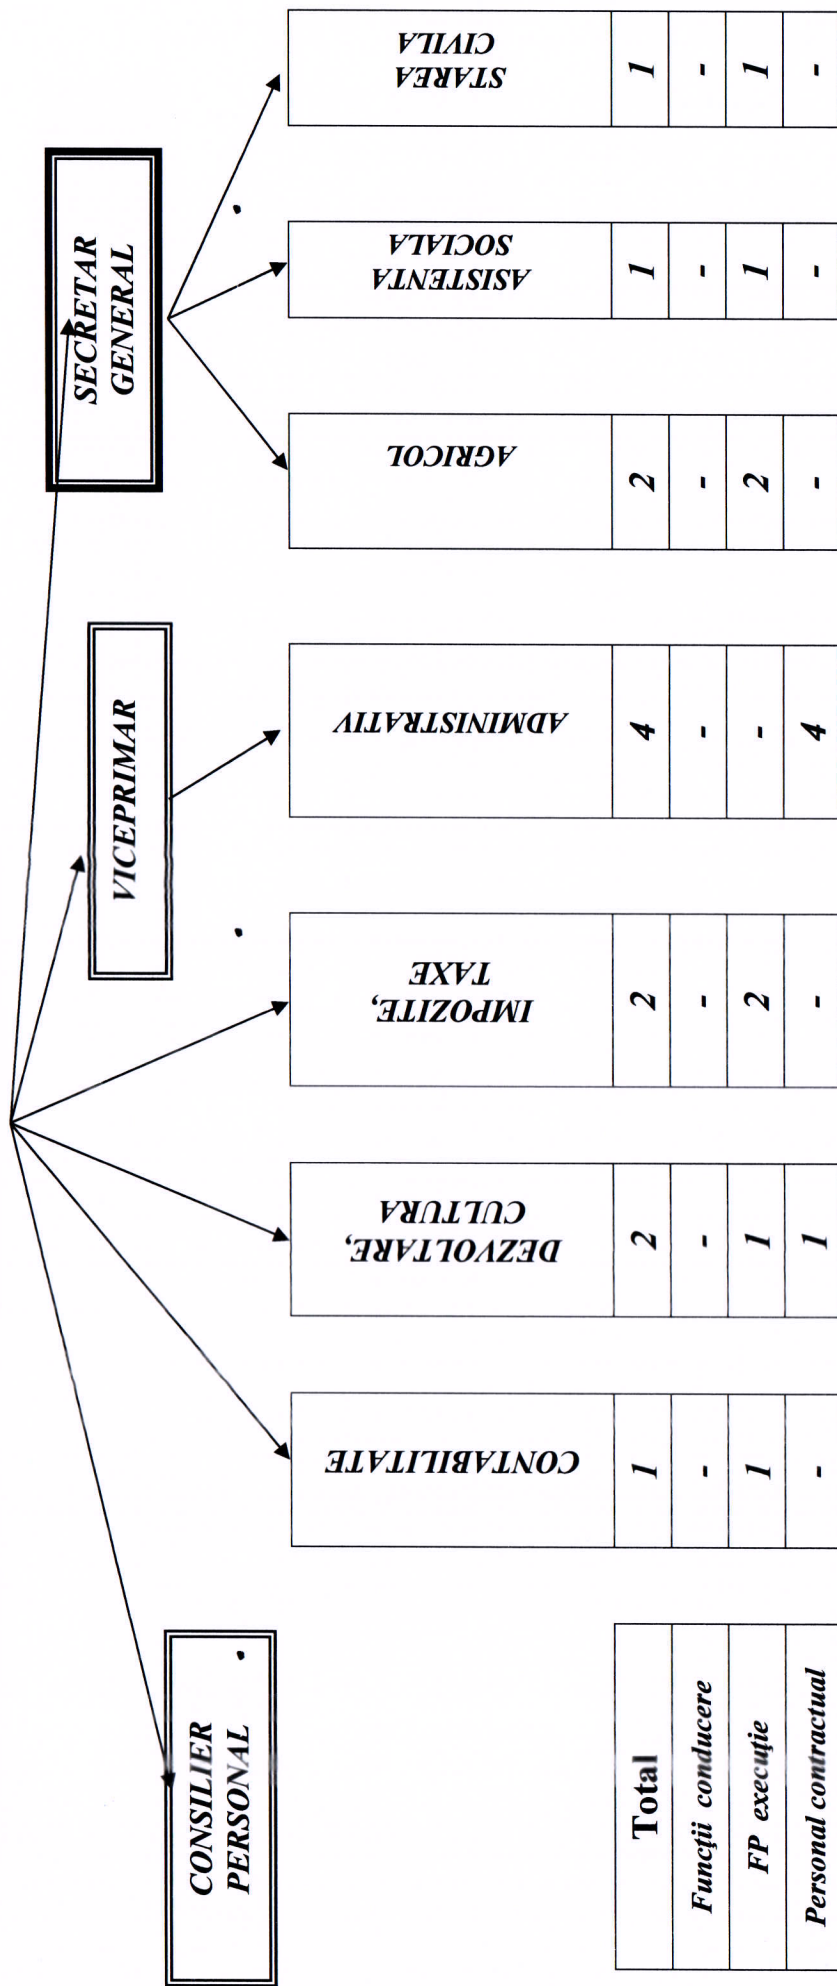 CONSILIER
PERSONAL
VICEPRIMAR
SECRETAR
GENERAL
CONTABILITATE
DEZVOLTARE,
CULTURA
IMPOZITE,
TAXE
ADMINISTRATIV
AGRICOL
ASISTENTA
SOCIALA
STAREA
CIVILA
Total 1 2 2 4 2 1 1
Funcţii conducere - - - - - - -
FP execuţie 1 1 2 - 2 1 1
Personal contractual - 1 - 4 - - -